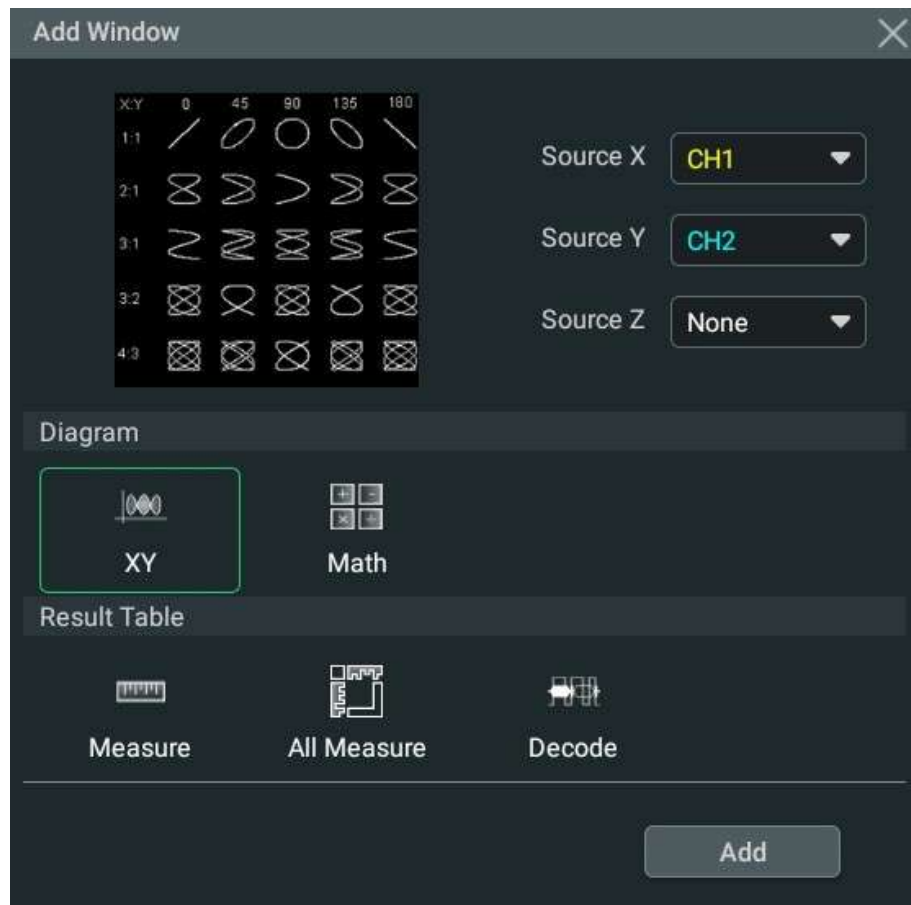 Add Window
X:Y 0 45 90 135 180
1:1
2:1
3:1
3:2
4:3
Source X CH1
Source Y CH2
Source Z None
Diagram
XY Math
Result Table
Measure All Measure Decode
Add